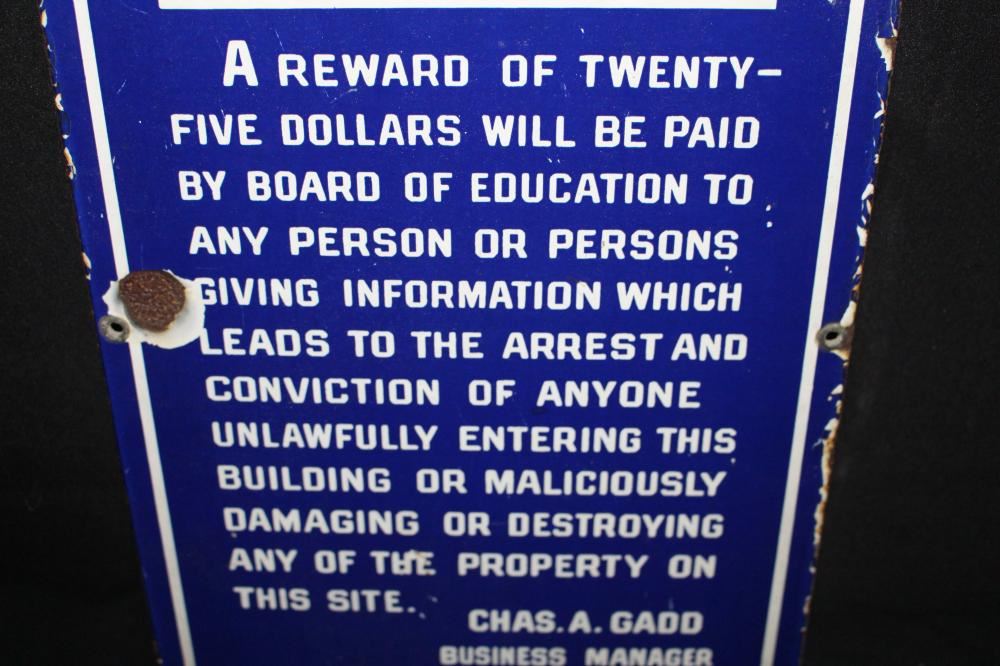 A REWARD OF TWENTY-
FIVE DOLLARS WILL BE PAID
BY BOARD OF EDUCATION TO
ANY PERSON OR PERSONS
GIVING INFORMATION WHICH
LEADS TO THE ARREST AND
CONVICTION OF ANYONE
UNLAWFULLY ENTERING THIS
BUILDING OR MALICIOUSLY
DAMAGING OR DESTROYING
ANY OF THE PROPERTY ON
THIS SITE.
CHAS. A. GADD
BUSINESS MANAGER